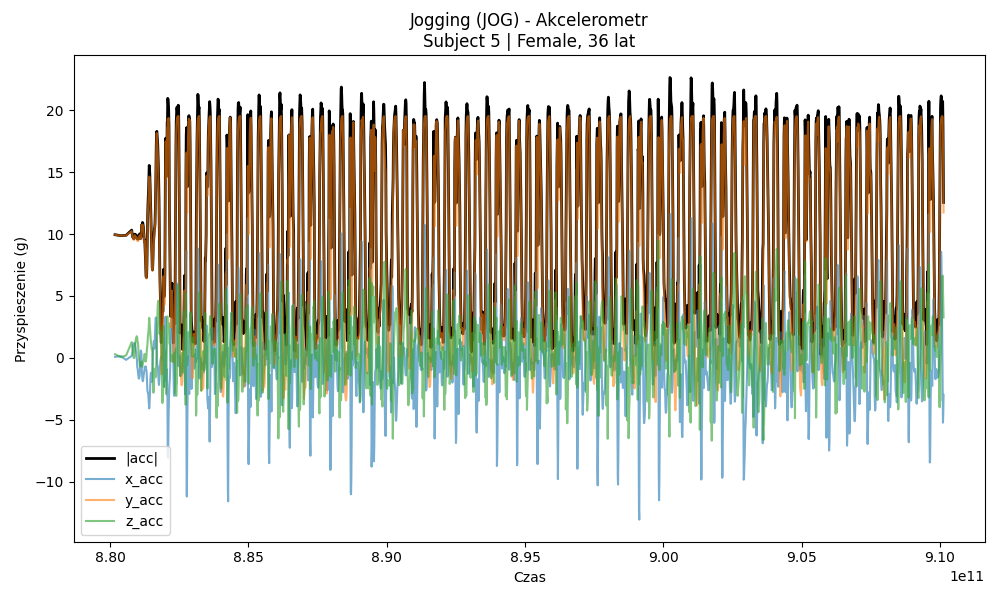 Jogging (JOG) - Akcelerometr
Subject 5 | Female, 36 lat
Przyspieszenie (g)
20
15
10
5
0
−5
−10
|acc|
x_acc
y_acc
z_acc
8.80 8.85 8.90 8.95 9.00 9.05 9.10
1e11
Czas